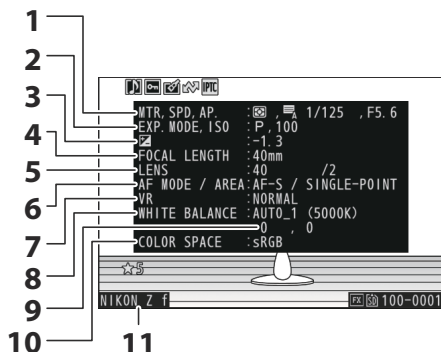 1
2
3
4
5
6
7
8
9
10
11
IPTC
MTR, SPD, AP. : , A 1/125 , F5. 6
EXP. MODE, ISO : P, 100
: -1. 3
FOCAL LENGTH : 40mm
LENS : 40 /2
AF MODE / AREA : AF-S / SINGLE-POINT
VR : NORMAL
WHITE BALANCE : AUTO_1 (5000K)
0 , 0
COLOR SPACE : sRGB
★5
NIKON Z f
FX SD 100-0001